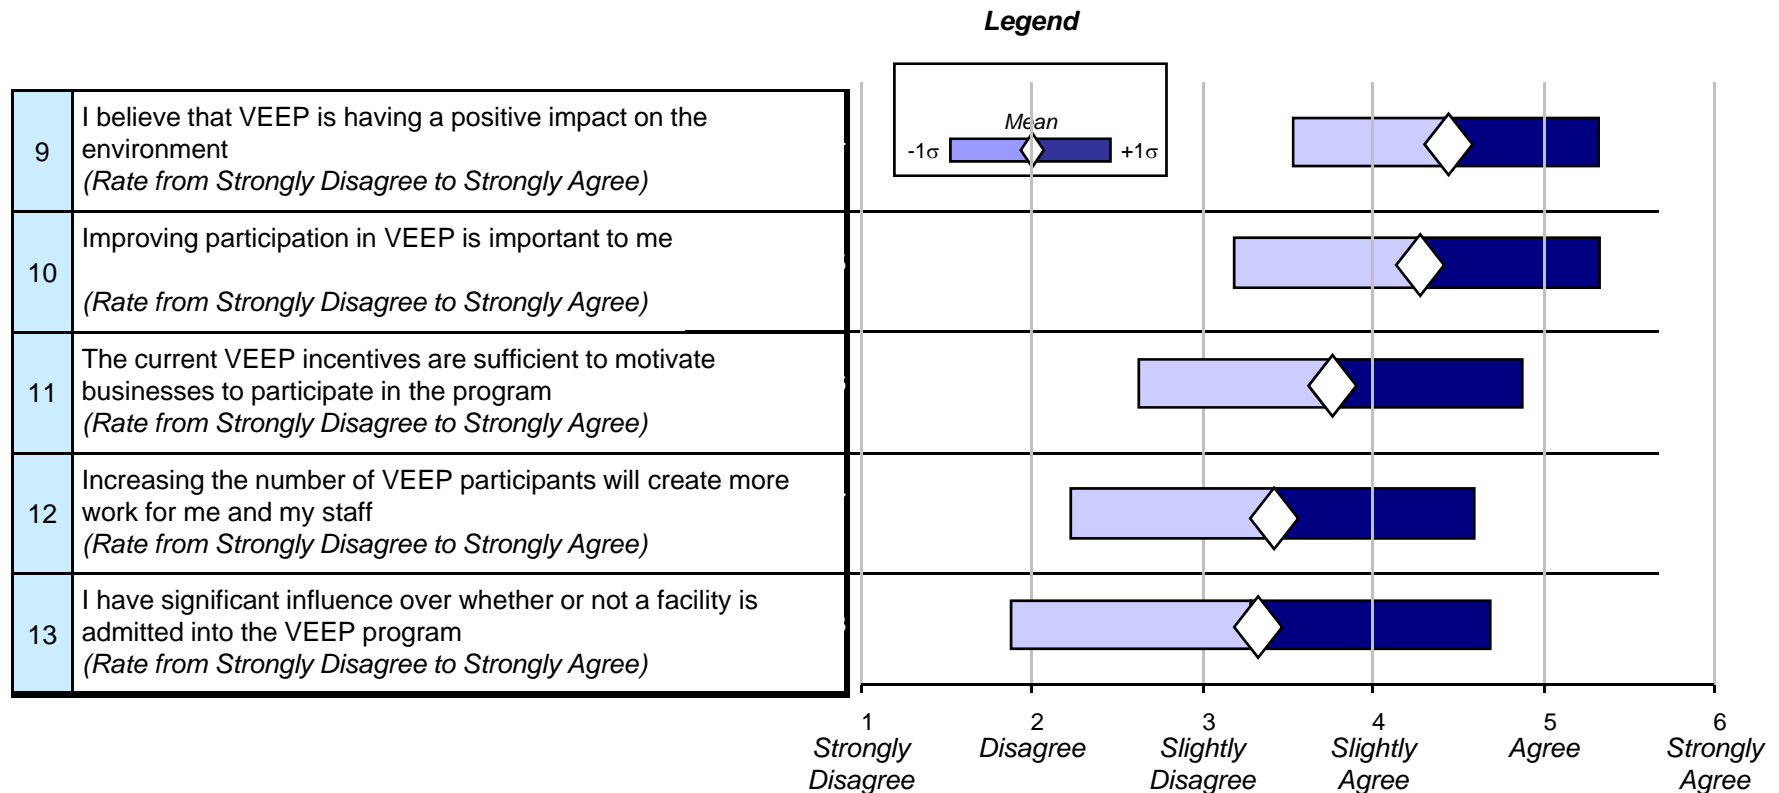 Legend
Mean
-1σ
+1σ
9
I believe that VEEP is having a positive impact on the
environment
(Rate from Strongly Disagree to Strongly Agree)
10
Improving participation in VEEP is important to me
(Rate from Strongly Disagree to Strongly Agree)
11
The current VEEP incentives are sufficient to motivate
businesses to participate in the program
(Rate from Strongly Disagree to Strongly Agree)
12
Increasing the number of VEEP participants will create more
work for me and my staff
(Rate from Strongly Disagree to Strongly Agree)
13
I have significant influence over whether or not a facility is
admitted into the VEEP program
(Rate from Strongly Disagree to Strongly Agree)
1
Strongly
Disagree
2
Disagree
3
Slightly
Disagree
4
Slightly
Agree
5
Agree
6
Strongly
Agree